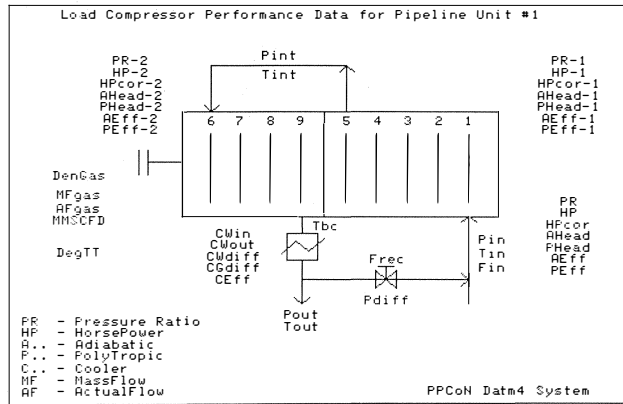 Load Compressor Performance Data for Pipeline Unit #1
Pint
Tint
PR-2
HP-2
HPcor-2
AHead-2
PHead-2
AEff-2
PEff-2
PR-1
HP-1
HPcor-1
AHead-1
PHead-1
AEff-1
PEff-1
6 7 8 9 5 4 3 2 1
DenGas
MFgas
AFgas
MMSCFD
DegTT
Tbc
CWin
CWout
CWdiff
CGdiff
CEff
Frec
Pdiff
Pin
Tin
Fin
PR
HP
HPcor
AHead
PHead
AEff
PEff
Pout
Tout
PR - Pressure Ratio
HP - HorsePower
A.. - Adiabatic
P.. - PolyTropic
C.. - Cooler
MF - MassFlow
AF - ActualFlow
PPCoN Datm4 System